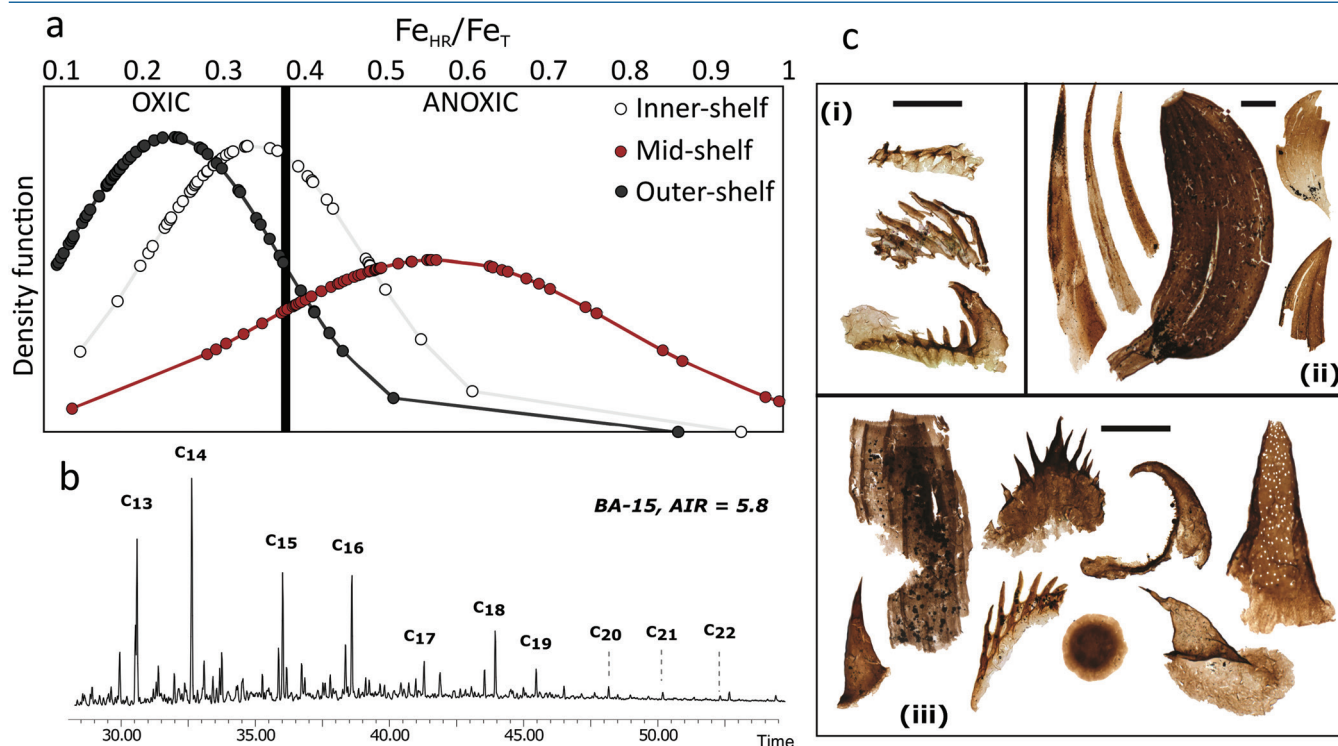 a
Fe_HR/Fe_T
0.1 0.2 0.3 0.4 0.5 0.6 0.7 0.8 0.9 1
OXIC ANOXIC
Inner-shelf
Mid-shelf
Outer-shelf
Density function
b
BA-15, AIR = 5.8
C13 C14 C15 C16 C17 C18 C19 C20 C21 C22
30.00 35.00 40.00 45.00 50.00 Time
c
(i)
(ii)
(iii)